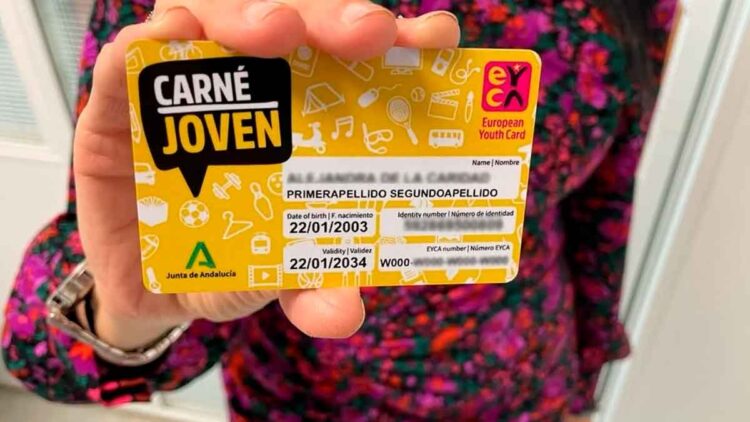 CARNÉ
JOVEN
eyca
European
Youth Card
Name | Nombre
PRIMERAPELLIDO SEGUNDOAPELLIDO
Date of birth | F. nacimiento
22/01/2003
Identity number | Número de identidad
Validity | Validez
22/01/2034
EYCA number | Número EYCA
W000-
Junta de Andalucía